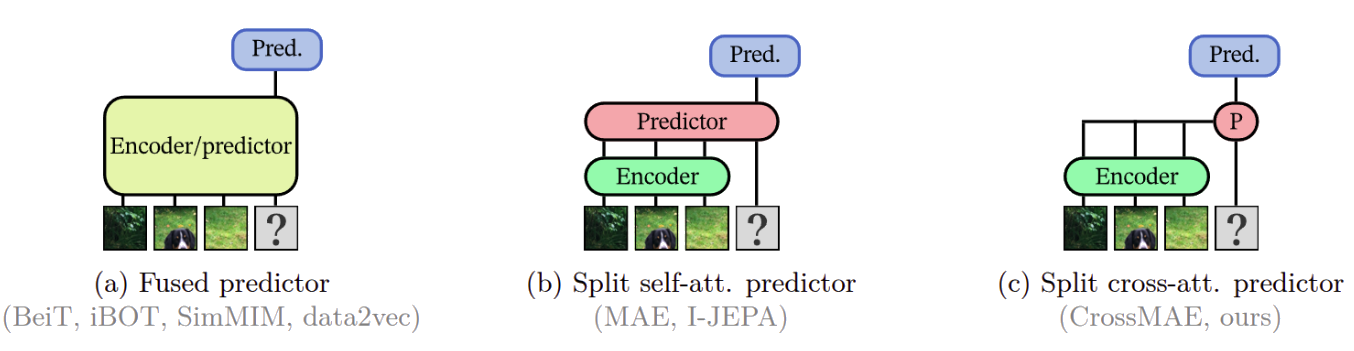 Pred.
Encoder/predictor
?
(a) Fused predictor
(BeiT, iBOT, SimMIM, data2vec)
Pred.
Predictor
Encoder
?
(b) Split self-att. predictor
(MAE, I-JEPA)
Pred.
P
Encoder
?
(c) Split cross-att. predictor
(CrossMAE, ours)